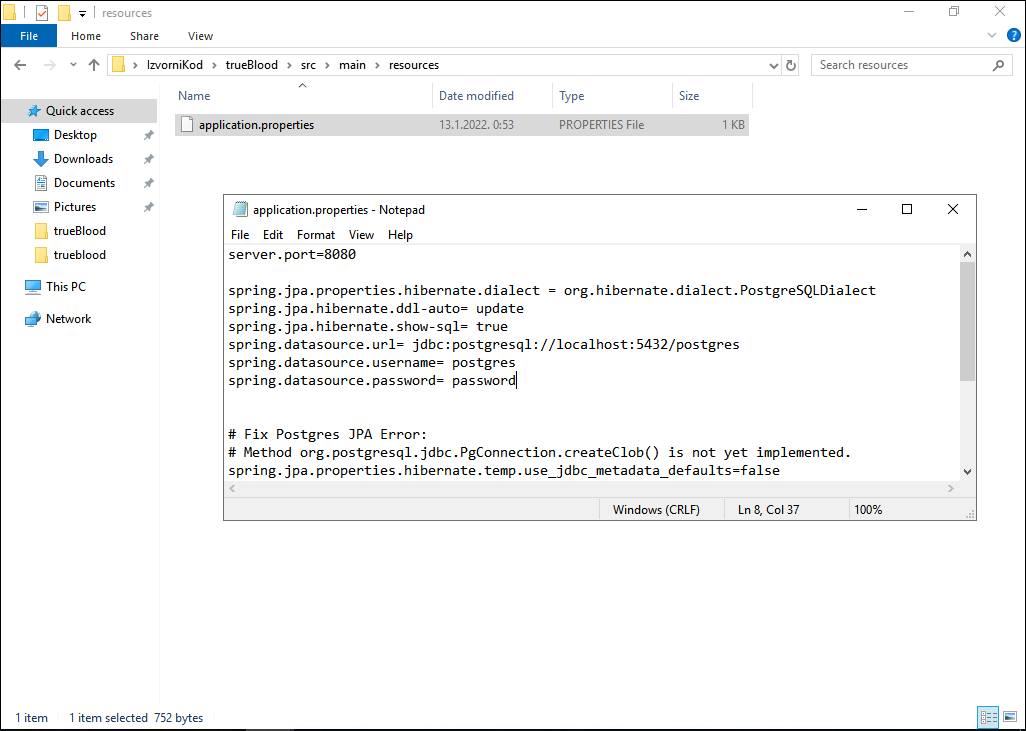 resources
File Home Share View
IzvorniKod trueBlood src main resources Search resources
Name Date modified Type Size
Quick access
application.properties 13.1.2022. 0:53 PROPERTIES File 1 KB
Desktop
Downloads
Documents
Pictures
trueBlood
trueblood
This PC
Network
application.properties - Notepad
File Edit Format View Help
server.port=8080
spring.jpa.properties.hibernate.dialect = org.hibernate.dialect.PostgreSQLDialect
spring.jpa.hibernate.ddl-auto= update
spring.jpa.hibernate.show-sql= true
spring.datasource.url= jdbc:postgresql://localhost:5432/postgres
spring.datasource.username= postgres
spring.datasource.password= password
# Fix Postgres JPA Error:
# Method org.postgresql.jdbc.PgConnection.createClob() is not yet implemented.
spring.jpa.properties.hibernate.temp.use_jdbc_metadata_defaults=false
Windows (CRLF) Ln 8, Col 37 100%
1 item 1 item selected 752 bytes